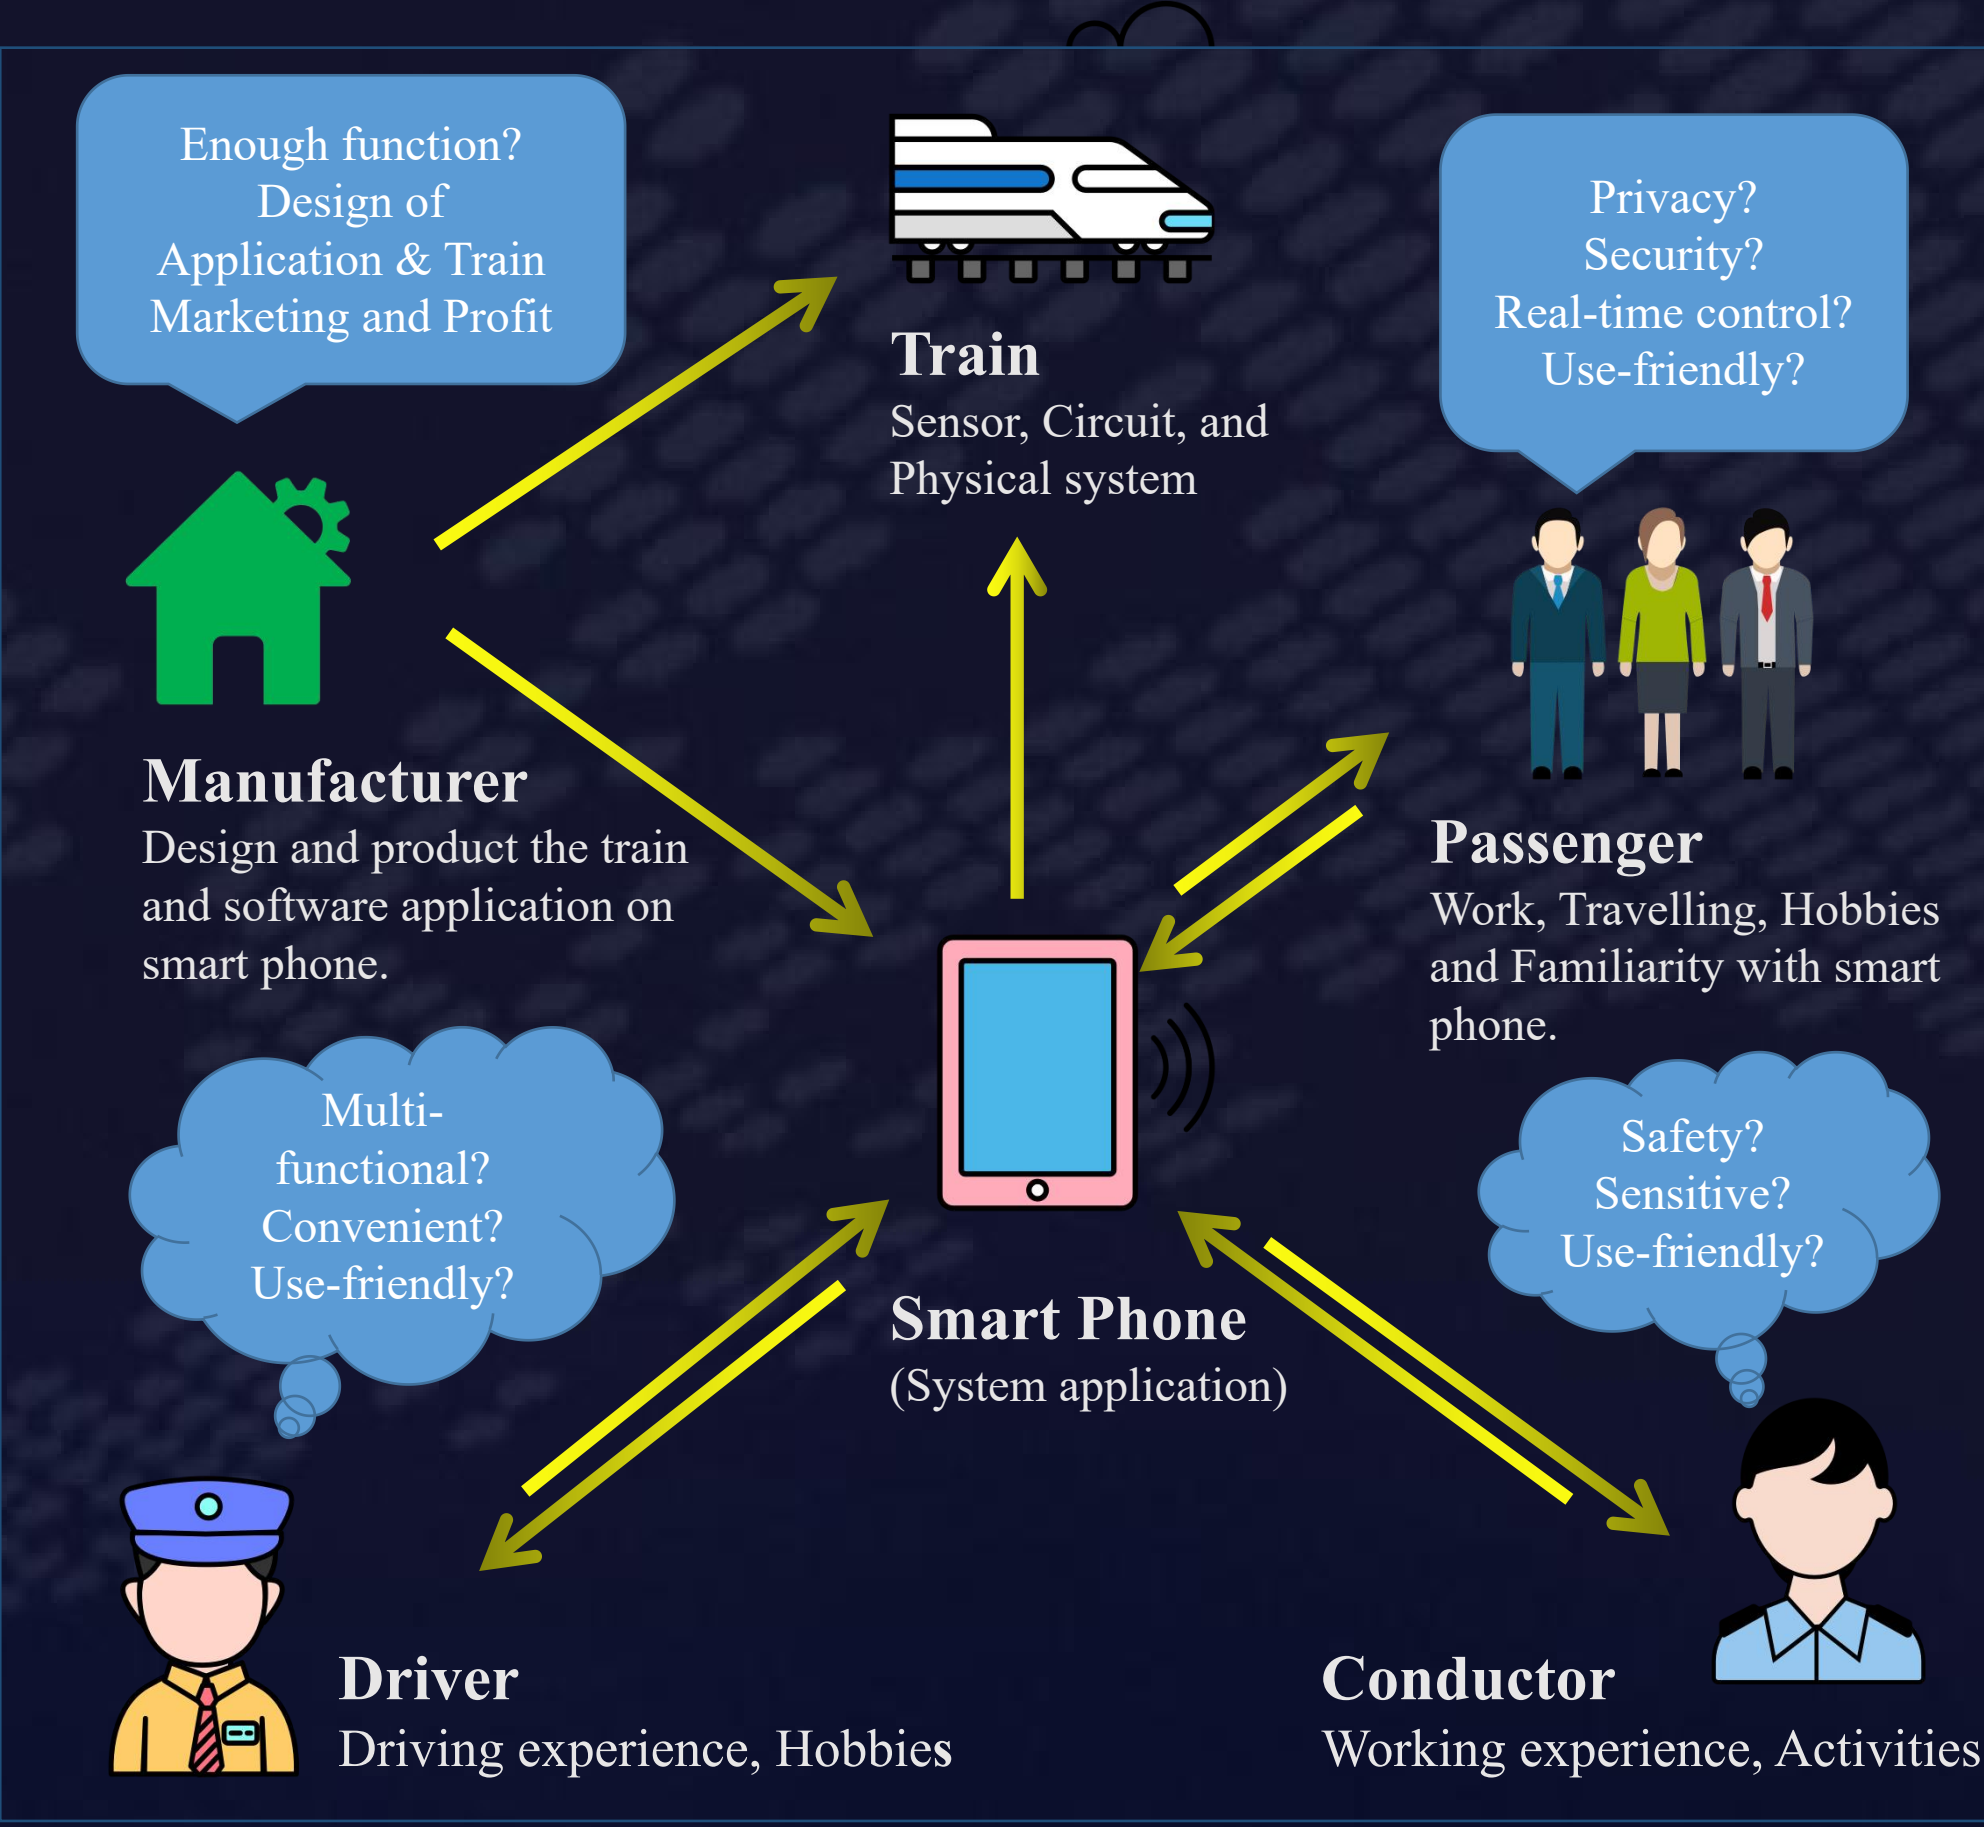 Enough function?
Design of
Application & Train
Marketing and Profit
Train
Sensor, Circuit, and
Physical system
Privacy?
Security?
Real-time control?
Use-friendly?
Manufacturer
Design and product the train
and software application on
smart phone.
Passenger
Work, Travelling, Hobbies
and Familiarity with smart
phone.
Multi-
functional?
Convenient?
Use-friendly?
Smart Phone
(System application)
Safety?
Sensitive?
Use-friendly?
Driver
Driving experience, Hobbies
Conductor
Working experience, Activities